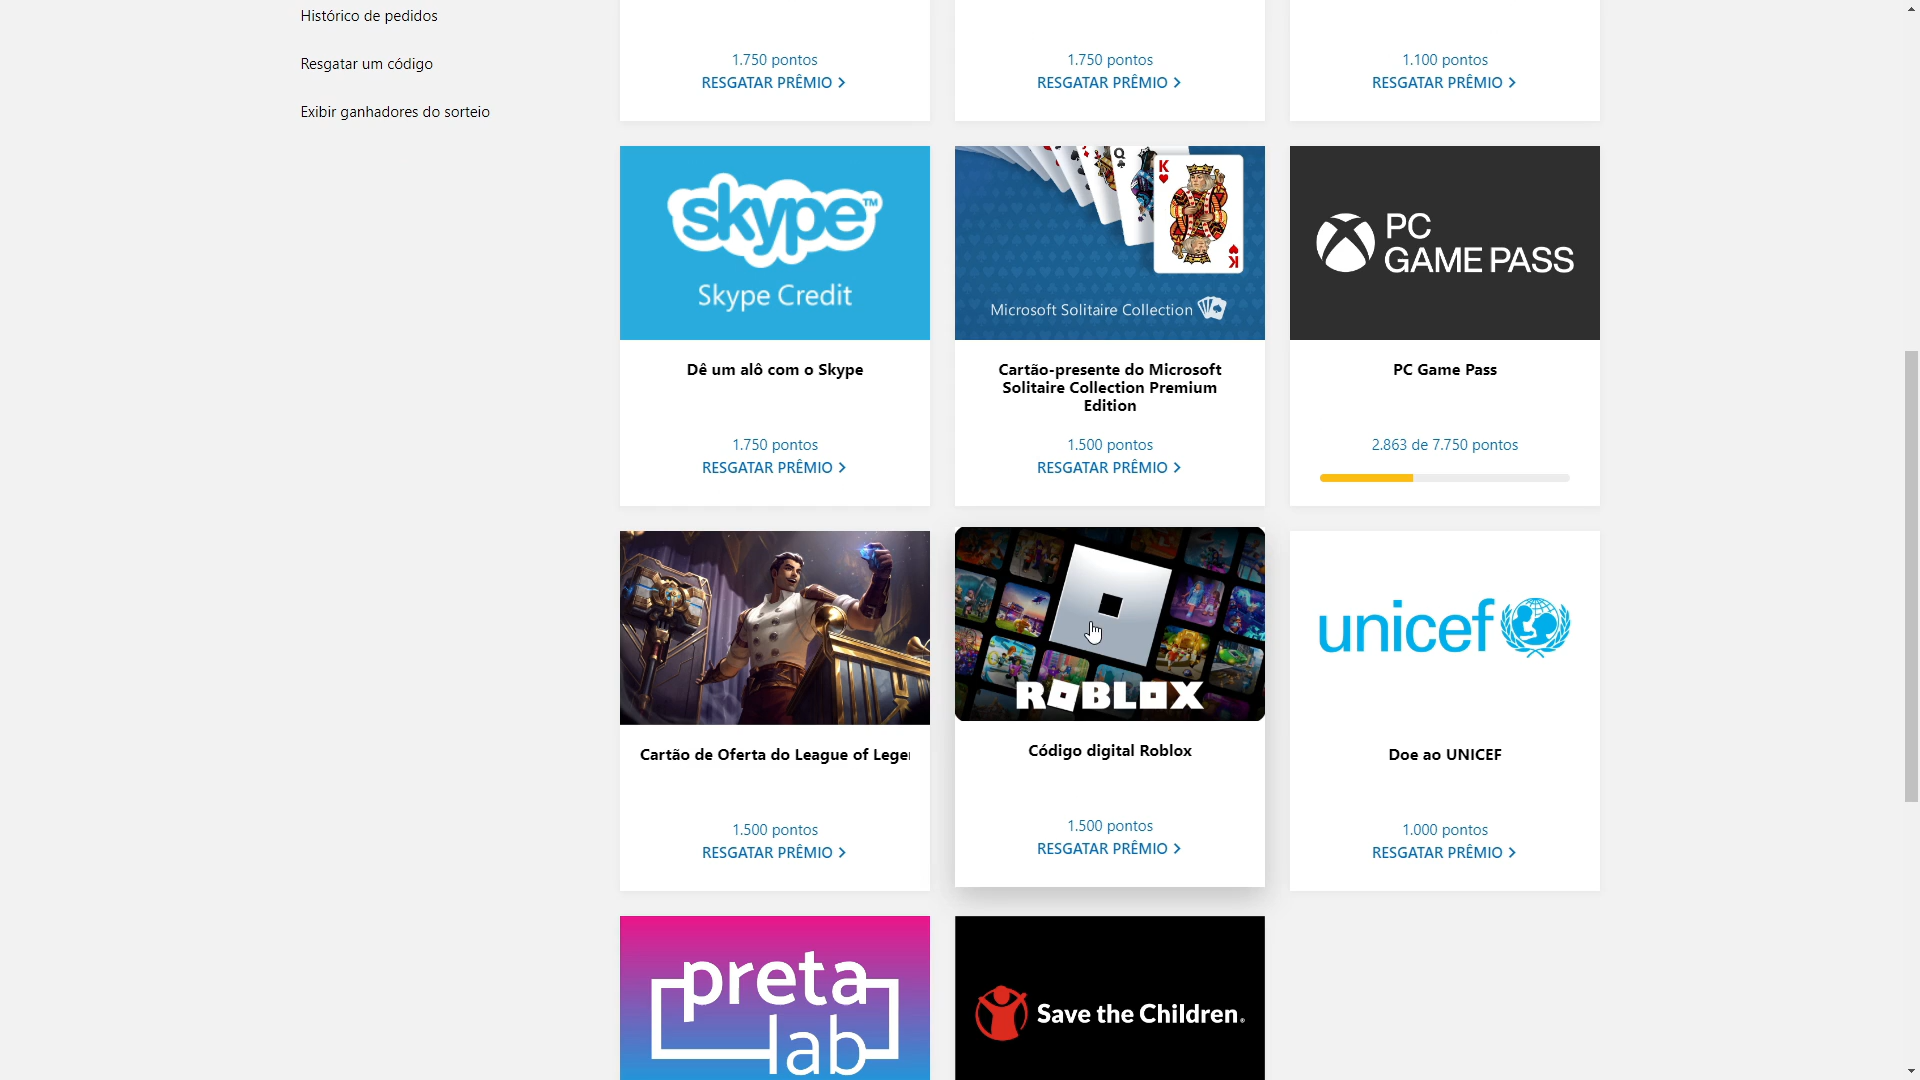 Histórico de pedidos
Resgatar um código
Exibir ganhadores do sorteio
1.750 pontos
RESGATAR PRÊMIO
1.750 pontos
RESGATAR PRÊMIO
1.100 pontos
RESGATAR PRÊMIO
skype™
Skype Credit
Dê um alô com o Skype
1.750 pontos
RESGATAR PRÊMIO
Q
K
K
Microsoft Solitaire Collection
Cartão-presente do Microsoft
Solitaire Collection Premium
Edition
1.500 pontos
RESGATAR PRÊMIO
PC
GAME PASS
PC Game Pass
2.863 de 7.750 pontos
Cartão de Oferta do League of Leger
1.500 pontos
RESGATAR PRÊMIO
ROBLOX
Código digital Roblox
1.500 pontos
RESGATAR PRÊMIO
unicef
Doe ao UNICEF
1.000 pontos
RESGATAR PRÊMIO
preta
lab
Save the Children®